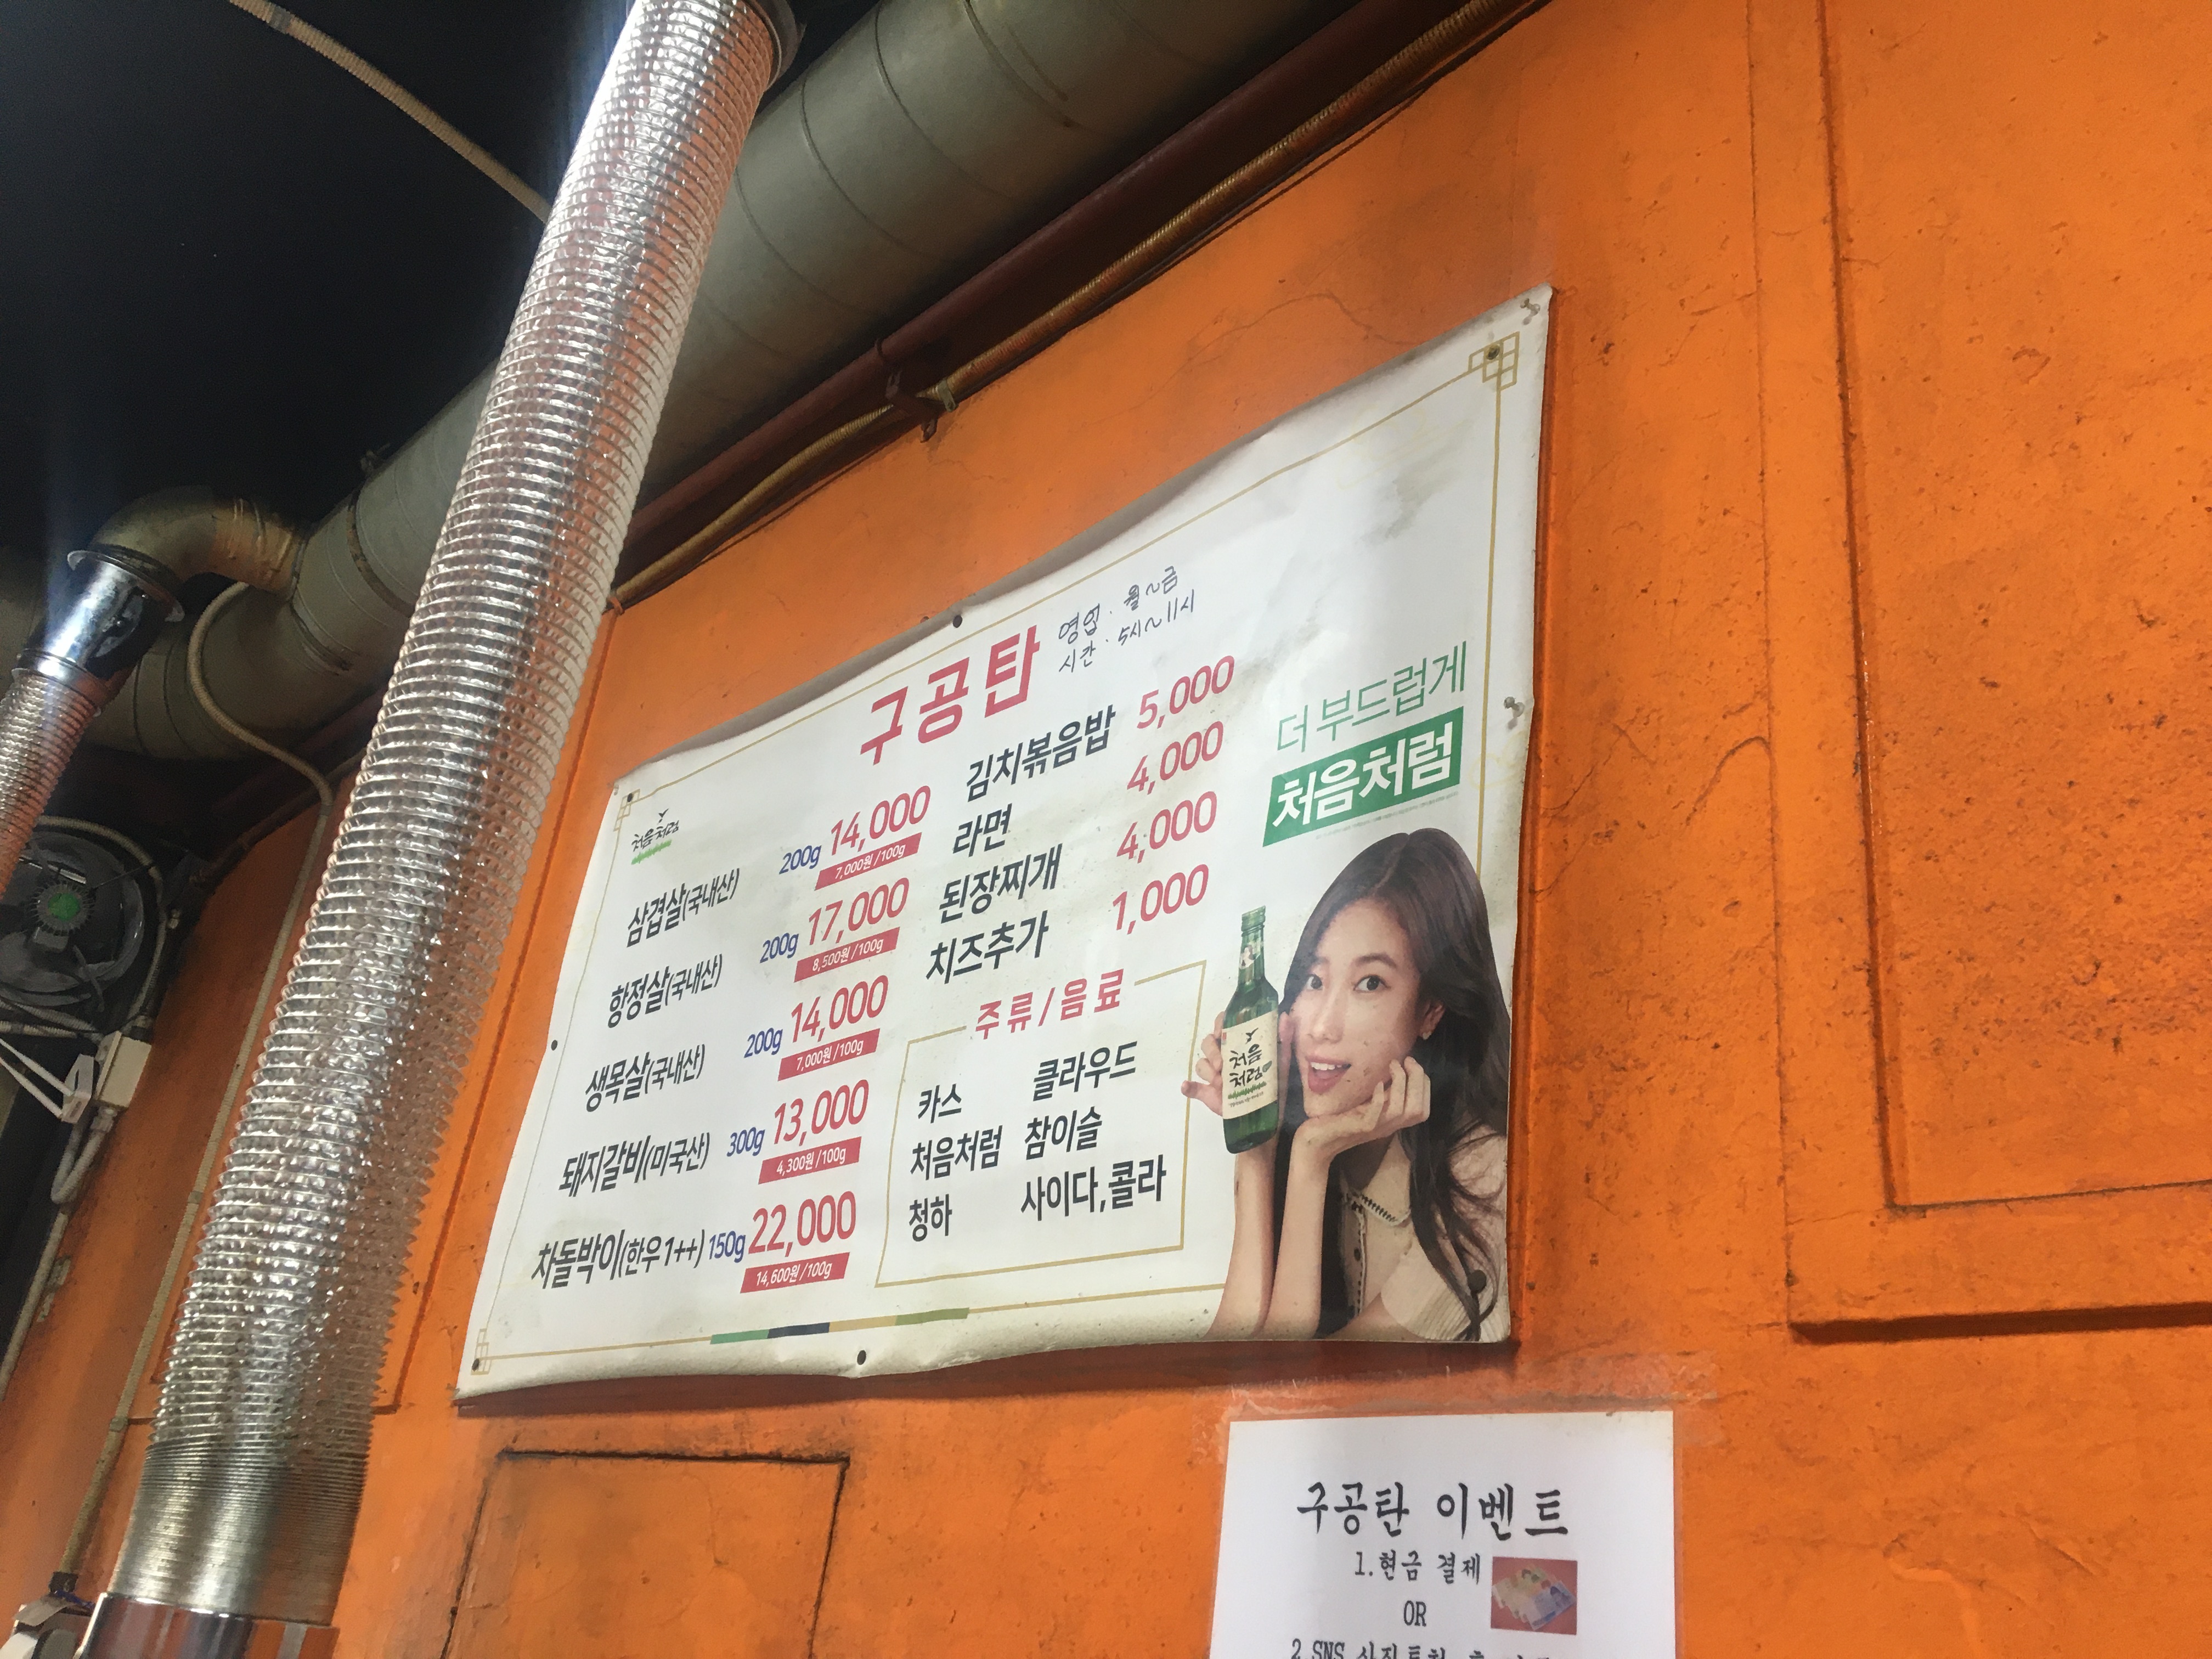 구공탄
영업 · 월~금
시간 · 5시~11시
처음처럼
삼겹살(국내산) 200g 14,000
7,000원/100g
항정살(국내산) 200g 17,000
8,500원/100g
생목살(국내산) 200g 14,000
7,000원/100g
돼지갈비(미국산) 300g 13,000
4,300원/100g
차돌박이(한우1++) 150g 22,000
14,600원/100g
김치볶음밥 5,000
라면 4,000
된장찌개 4,000
치즈추가 1,000
주류/음료
카스 클라우드
처음처럼 참이슬
청하 사이다,콜라
더 부드럽게
처음처럼
처음
처럼
구공탄 이벤트
1.현금 결제
OR
2.SNS